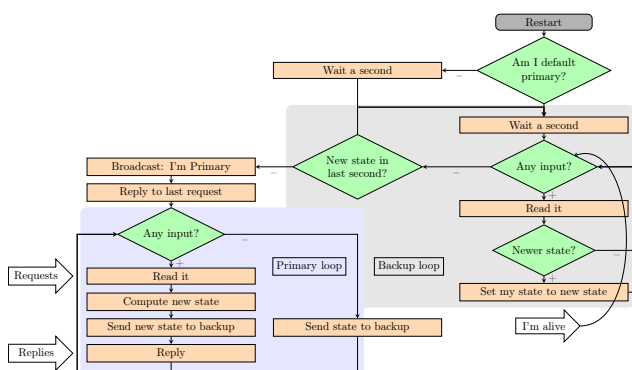 Restart
Am I default
primary?
Wait a second
−
Wait a second
Broadcast: I'm Primary
−
New state in
last second?
−
Any input?
+
Reply to last request
Read it
Any input?
−
Newer state?
−
+
+
Requests
Read it
Primary loop
Backup loop
Compute new state
Set my state to new state
Send new state to backup
Send state to backup
I'm alive
Replies
Reply